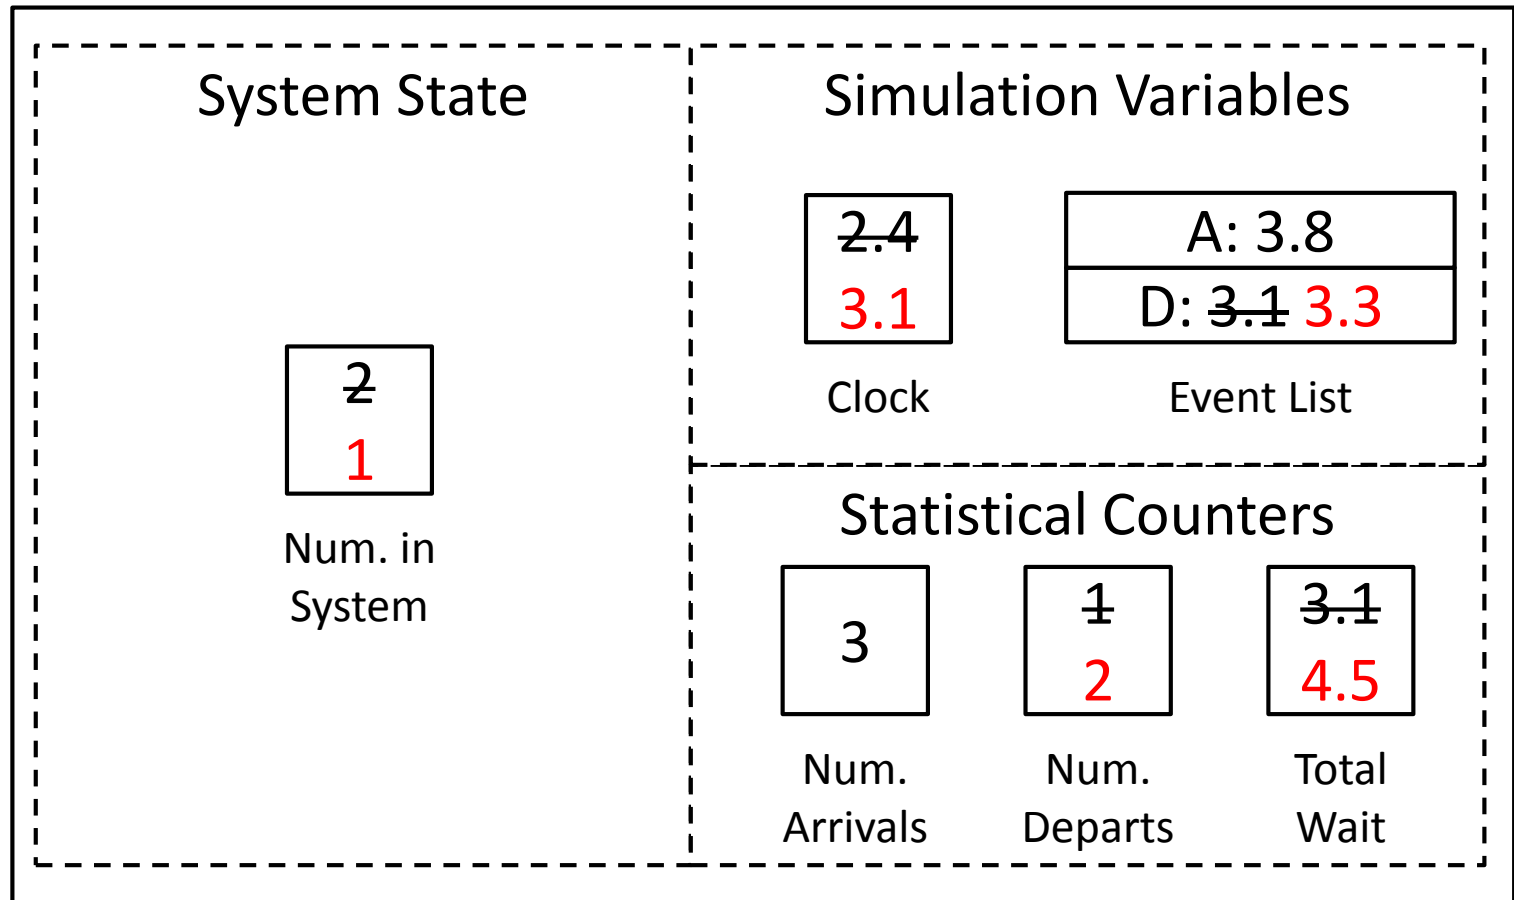 System State
2
1
Num. in
System
Simulation Variables
2.4
3.1
Clock
A: 3.8
D: 3.1 3.3
Event List
Statistical Counters
3
Num.
Arrivals
1
2
Num.
Departs
3.1
4.5
Total
Wait